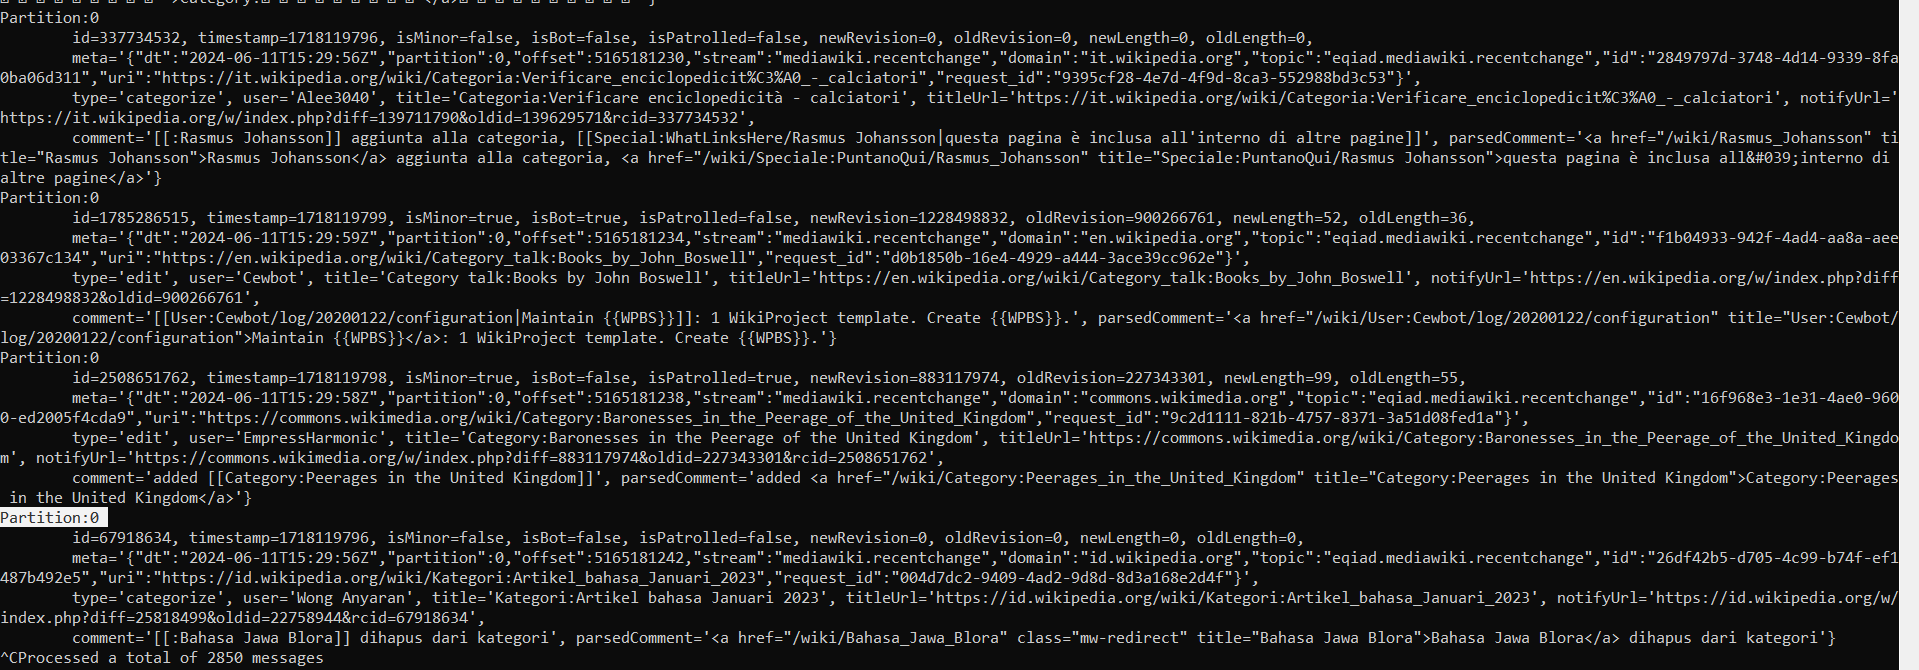 Partition:0
id=337734532, timestamp=1718119796, isMinor=false, isBot=false, isPatrolled=false, newRevision=0, oldRevision=0, newLength=0, oldLength=0,
meta='{"dt":"2024-06-11T15:29:56Z","partition":0,"offset":5165181230,"stream":"mediawiki.recentchange","domain":"it.wikipedia.org","topic":"eqiad.mediawiki.recentchange","id":"2849797d-3748-4d14-9339-8fa
0ba06d311","uri":"https://it.wikipedia.org/wiki/Categoria:Verificare_enciclopedicit%C3%A0_-_calciatori","request_id":"9395cf28-4e7d-4f9d-8ca3-552988bd3c53"}',
type='categorize', user='Alee3040', title='Categoria:Verificare enciclopedicità - calciatori', titleUrl='https://it.wikipedia.org/wiki/Categoria:Verificare_enciclopedicit%C3%A0_-_calciatori', notifyUrl='
https://it.wikipedia.org/w/index.php?diff=139711790&oldid=139629571&rcid=337734532',
comment='[[:Rasmus Johansson]] aggiunta alla categoria, [[Special:WhatLinksHere/Rasmus Johansson|questa pagina è inclusa all'interno di altre pagine]]', parsedComment='<a href="/wiki/Rasmus_Johansson" ti
tle="Rasmus Johansson">Rasmus Johansson</a> aggiunta alla categoria, <a href="/wiki/Speciale:PuntanoQui/Rasmus_Johansson" title="Speciale:PuntanoQui/Rasmus Johansson">questa pagina è inclusa all&#039;interno di
altre pagine</a>'}
Partition:0
id=1785286515, timestamp=1718119799, isMinor=true, isBot=true, isPatrolled=false, newRevision=1228498832, oldRevision=900266761, newLength=52, oldLength=36,
meta='{"dt":"2024-06-11T15:29:59Z","partition":0,"offset":5165181234,"stream":"mediawiki.recentchange","domain":"en.wikipedia.org","topic":"eqiad.mediawiki.recentchange","id":"f1b04933-942f-4ad4-aa8a-aee
03367c134","uri":"https://en.wikipedia.org/wiki/Category_talk:Books_by_John_Boswell","request_id":"d0b1850b-16e4-4929-a444-3ace39cc962e"}',
type='edit', user='Cewbot', title='Category talk:Books by John Boswell', titleUrl='https://en.wikipedia.org/wiki/Category_talk:Books_by_John_Boswell', notifyUrl='https://en.wikipedia.org/w/index.php?diff
=1228498832&oldid=900266761',
comment='[[User:Cewbot/log/20200122/configuration|Maintain {{WPBS}}]]: 1 WikiProject template. Create {{WPBS}}.', parsedComment='<a href="/wiki/User:Cewbot/log/20200122/configuration" title="User:Cewbot/
log/20200122/configuration">Maintain {{WPBS}}</a>: 1 WikiProject template. Create {{WPBS}}.'}
Partition:0
id=2508651762, timestamp=1718119798, isMinor=true, isBot=false, isPatrolled=true, newRevision=883117974, oldRevision=227343301, newLength=99, oldLength=55,
meta='{"dt":"2024-06-11T15:29:58Z","partition":0,"offset":5165181238,"stream":"mediawiki.recentchange","domain":"commons.wikimedia.org","topic":"eqiad.mediawiki.recentchange","id":"16f968e3-1e31-4ae0-960
0-ed2005f4cda9","uri":"https://commons.wikimedia.org/wiki/Category:Baronesses_in_the_Peerage_of_the_United_Kingdom","request_id":"9c2d1111-821b-4757-8371-3a51d08fed1a"}',
type='edit', user='EmpressHarmonic', title='Category:Baronesses in the Peerage of the United Kingdom', titleUrl='https://commons.wikimedia.org/wiki/Category:Baronesses_in_the_Peerage_of_the_United_Kingdo
m', notifyUrl='https://commons.wikimedia.org/w/index.php?diff=883117974&oldid=227343301&rcid=2508651762',
comment='added [[Category:Peerages in the United Kingdom]]', parsedComment='added <a href="/wiki/Category:Peerages_in_the_United_Kingdom" title="Category:Peerages in the United Kingdom">Category:Peerages
in the United Kingdom</a>'}
Partition:0
id=67918634, timestamp=1718119796, isMinor=false, isBot=false, isPatrolled=false, newRevision=0, oldRevision=0, newLength=0, oldLength=0,
meta='{"dt":"2024-06-11T15:29:56Z","partition":0,"offset":5165181242,"stream":"mediawiki.recentchange","domain":"id.wikipedia.org","topic":"eqiad.mediawiki.recentchange","id":"26df42b5-d705-4c99-b74f-ef1
487b492e5","uri":"https://id.wikipedia.org/wiki/Kategori:Artikel_bahasa_Januari_2023","request_id":"004d7dc2-9409-4ad2-9d8d-8d3a168e2d4f"}',
type='categorize', user='Wong Anyaran', title='Kategori:Artikel bahasa Januari 2023', titleUrl='https://id.wikipedia.org/wiki/Kategori:Artikel_bahasa_Januari_2023', notifyUrl='https://id.wikipedia.org/w/
index.php?diff=25818499&oldid=22758944&rcid=67918634',
comment='[[:Bahasa Jawa Blora]] dihapus dari kategori', parsedComment='<a href="/wiki/Bahasa_Jawa_Blora" class="mw-redirect" title="Bahasa Jawa Blora">Bahasa Jawa Blora</a> dihapus dari kategori'}
^CProcessed a total of 2850 messages